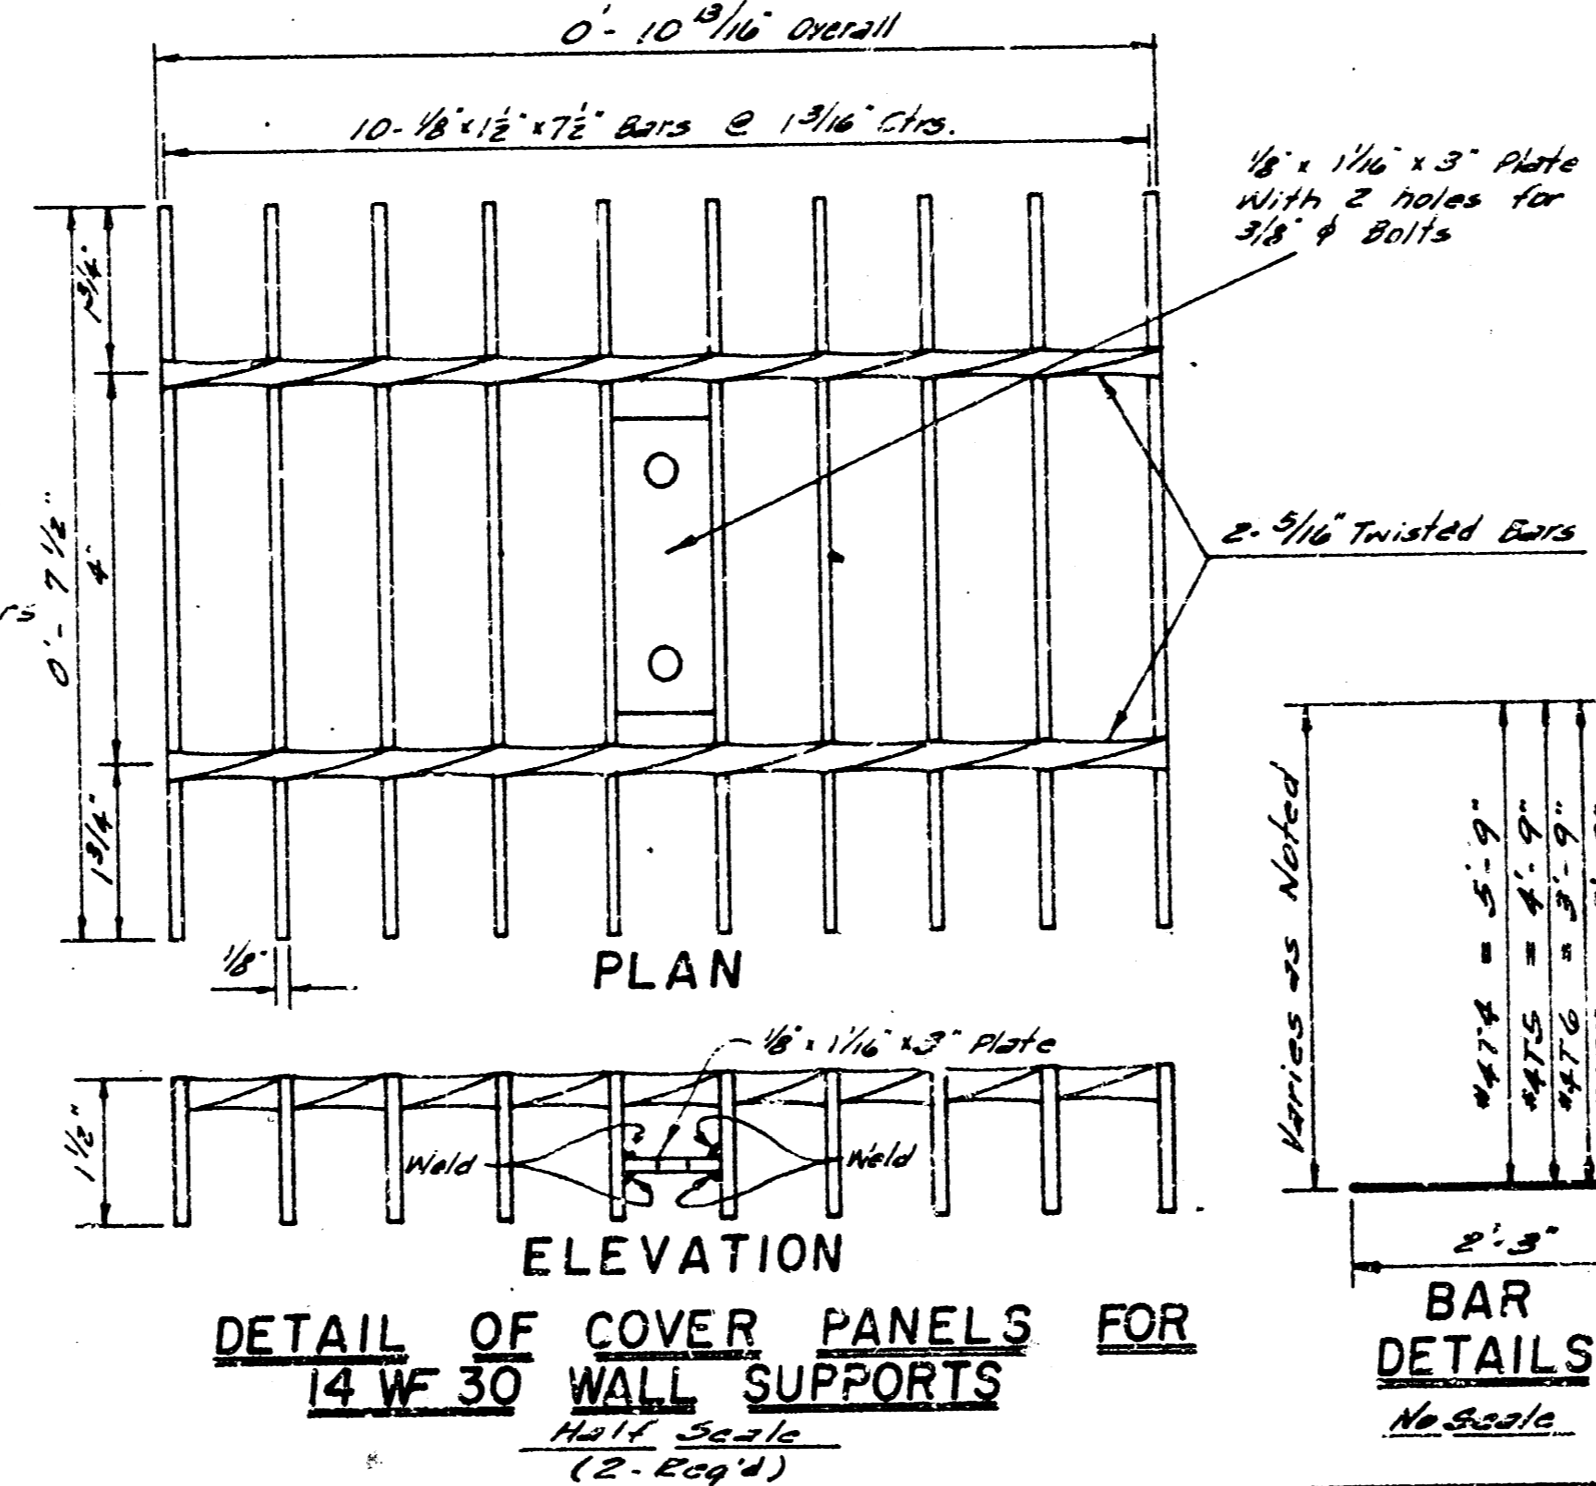 0'- 10 13/16" Overall
10- 1/8" x 1 1/2" x 7 1/2" Bars @ 1 3/16" Ctrs.
1/8" x 1 1/16" x 3" Plate
With 2 holes for
3/8" φ Bolts
1 3/4"
4"
0'- 7 1/2"
1 3/4"
2- 5/16" Twisted Bars
1/8"
PLAN
1/8" x 1 1/16" x 3" Plate
1 1/2"
Weld
Weld
ELEVATION
DETAIL OF COVER PANELS FOR
14 WF 30 WALL SUPPORTS
Half Scale
(2-Req'd)
Varies as Noted
#4T4 = 5'-9"
#4T5 = 4'-9"
#4T6 = 3'-9"
2'-3"
BAR
DETAILS
No Scale